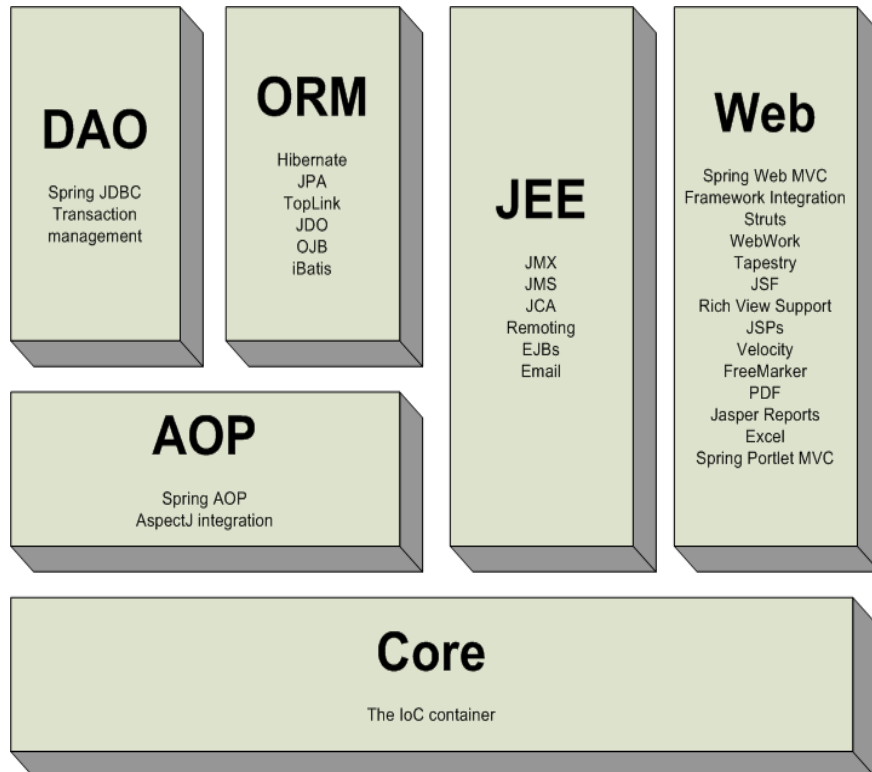 DAO
Spring JDBC
Transaction
management
ORM
Hibernate
JPA
TopLink
JDO
OJB
iBatis
JEE
JMX
JMS
JCA
Remoting
EJBs
Email
Web
Spring Web MVC
Framework Integration
Struts
WebWork
Tapestry
JSF
Rich View Support
JSPs
Velocity
FreeMarker
PDF
Jasper Reports
Excel
Spring Portlet MVC
AOP
Spring AOP
AspectJ integration
Core
The IoC container